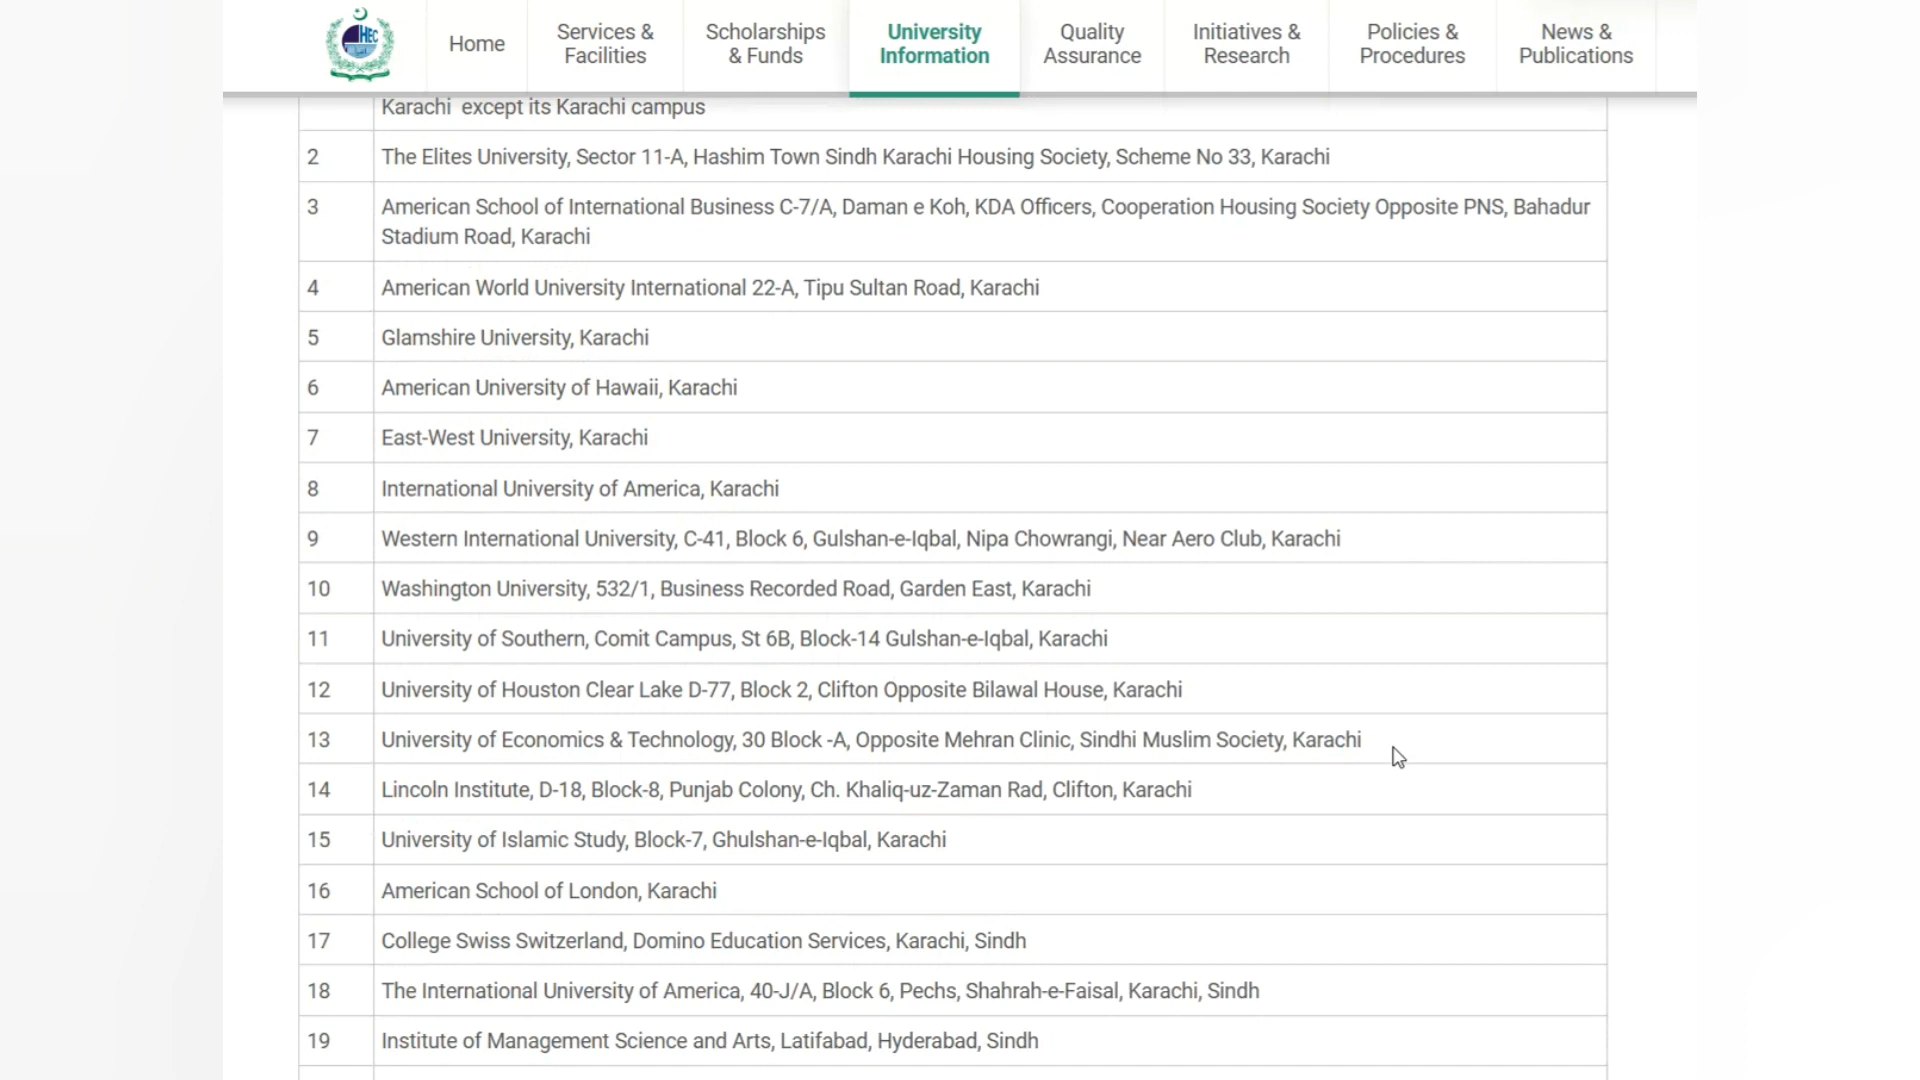 HEC
Home
Services &
Facilities
Scholarships
& Funds
University
Information
Quality
Assurance
Initiatives &
Research
Policies &
Procedures
News &
Publications
Karachi except its Karachi campus
2 The Elites University, Sector 11-A, Hashim Town Sindh Karachi Housing Society, Scheme No 33, Karachi
3 American School of International Business C-7/A, Daman e Koh, KDA Officers, Cooperation Housing Society Opposite PNS, Bahadur
Stadium Road, Karachi
4 American World University International 22-A, Tipu Sultan Road, Karachi
5 Glamshire University, Karachi
6 American University of Hawaii, Karachi
7 East-West University, Karachi
8 International University of America, Karachi
9 Western International University, C-41, Block 6, Gulshan-e-Iqbal, Nipa Chowrangi, Near Aero Club, Karachi
10 Washington University, 532/1, Business Recorded Road, Garden East, Karachi
11 University of Southern, Comit Campus, St 6B, Block-14 Gulshan-e-Iqbal, Karachi
12 University of Houston Clear Lake D-77, Block 2, Clifton Opposite Bilawal House, Karachi
13 University of Economics & Technology, 30 Block -A, Opposite Mehran Clinic, Sindhi Muslim Society, Karachi
14 Lincoln Institute, D-18, Block-8, Punjab Colony, Ch. Khaliq-uz-Zaman Rad, Clifton, Karachi
15 University of Islamic Study, Block-7, Ghulshan-e-Iqbal, Karachi
16 American School of London, Karachi
17 College Swiss Switzerland, Domino Education Services, Karachi, Sindh
18 The International University of America, 40-J/A, Block 6, Pechs, Shahrah-e-Faisal, Karachi, Sindh
19 Institute of Management Science and Arts, Latifabad, Hyderabad, Sindh